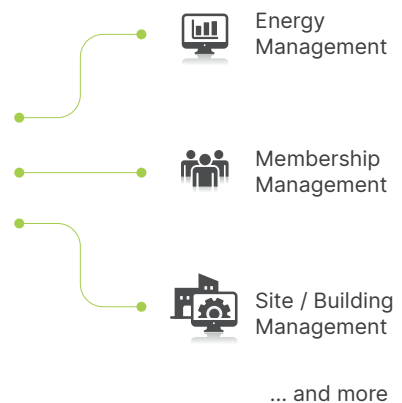 Energy
Management
Membership
Management
Site / Building
Management
... and more